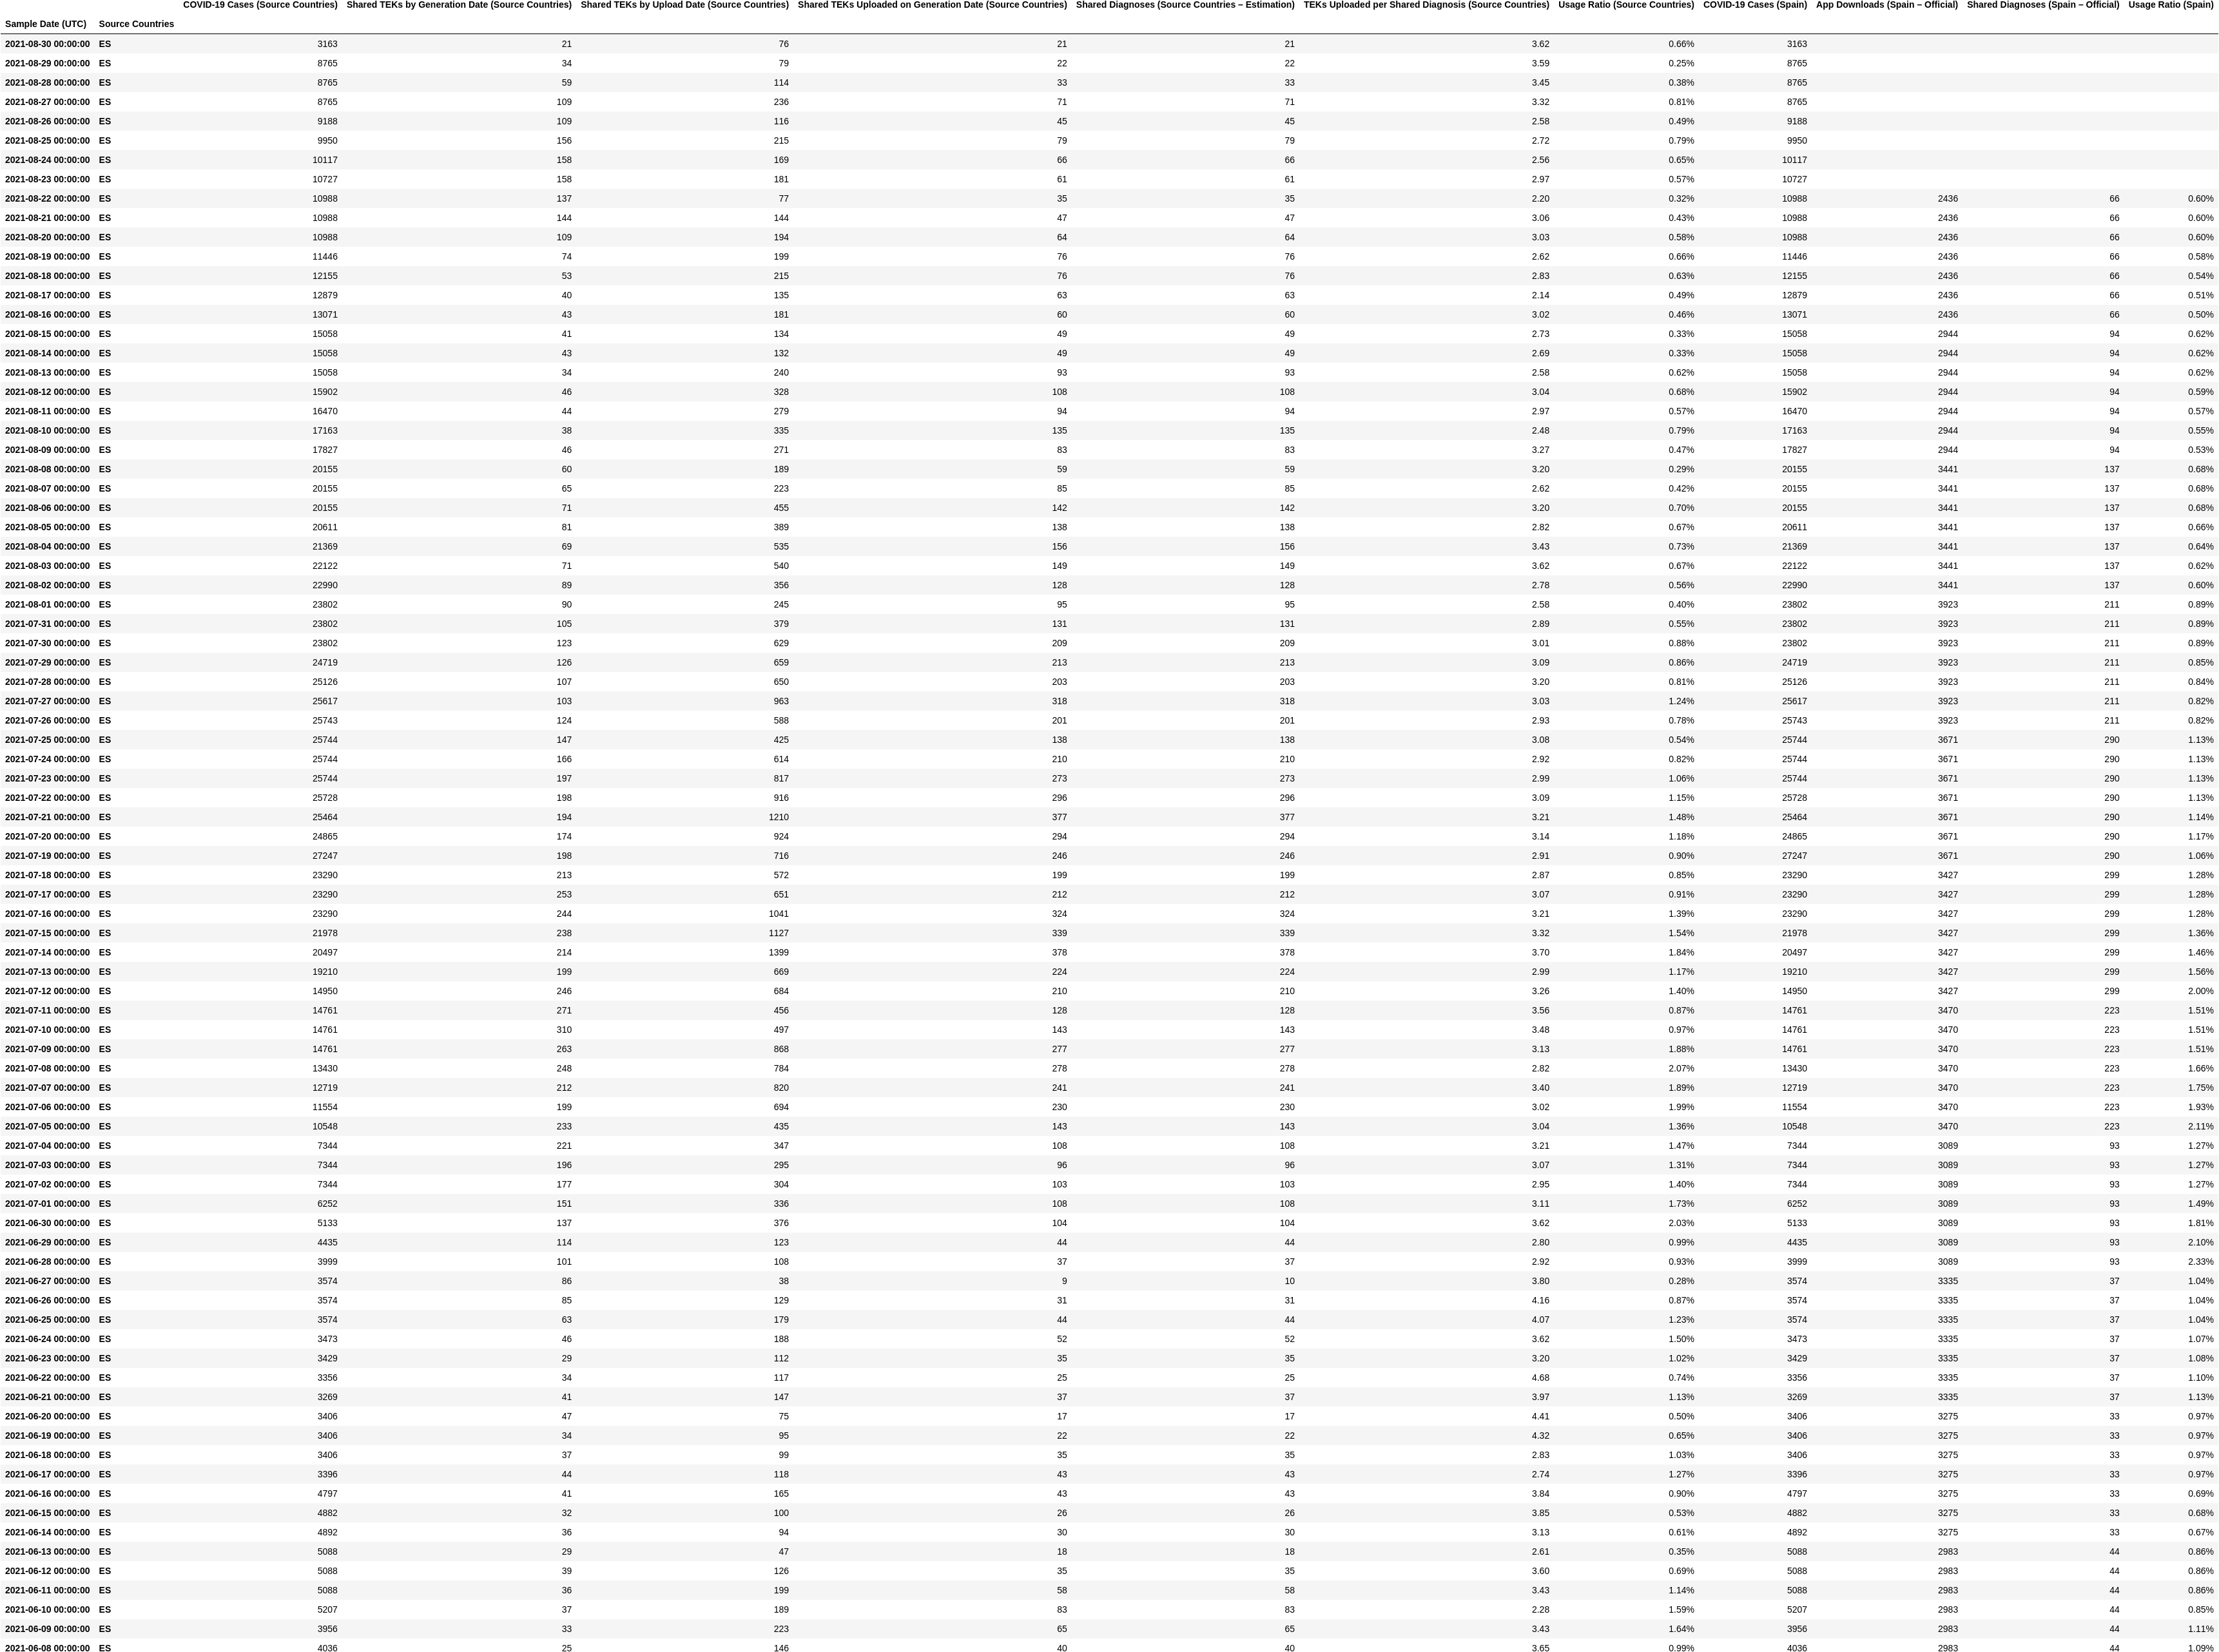 COVID-19 Cases (Source Countries) Shared TEKs by Generation Date (Source Countries) Shared TEKs by Upload Date (Source Countries) Shared TEKs Uploaded on Generation Date (Source Countries) Shared Diagnoses (Source Countries – Estimation) TEKs Uploaded per Shared Diagnosis (Source Countries) Usage Ratio (Source Countries) COVID-19 Cases (Spain) App Downloads (Spain – Official) Shared Diagnoses (Spain – Official) Usage Ratio (Spain)
Sample Date (UTC) Source Countries
2021-08-30 00:00:00 ES 3163 21 76 21 21 3.62 0.66% 3163
2021-08-29 00:00:00 ES 8765 34 79 22 22 3.59 0.25% 8765
2021-08-28 00:00:00 ES 8765 59 114 33 33 3.45 0.38% 8765
2021-08-27 00:00:00 ES 8765 109 236 71 71 3.32 0.81% 8765
2021-08-26 00:00:00 ES 9188 109 116 45 45 2.58 0.49% 9188
2021-08-25 00:00:00 ES 9950 156 215 79 79 2.72 0.79% 9950
2021-08-24 00:00:00 ES 10117 158 169 66 66 2.56 0.65% 10117
2021-08-23 00:00:00 ES 10727 158 181 61 61 2.97 0.57% 10727
2021-08-22 00:00:00 ES 10988 137 77 35 35 2.20 0.32% 10988 2436 66 0.60%
2021-08-21 00:00:00 ES 10988 144 144 47 47 3.06 0.43% 10988 2436 66 0.60%
2021-08-20 00:00:00 ES 10988 109 194 64 64 3.03 0.58% 10988 2436 66 0.60%
2021-08-19 00:00:00 ES 11446 74 199 76 76 2.62 0.66% 11446 2436 66 0.58%
2021-08-18 00:00:00 ES 12155 53 215 76 76 2.83 0.63% 12155 2436 66 0.54%
2021-08-17 00:00:00 ES 12879 40 135 63 63 2.14 0.49% 12879 2436 66 0.51%
2021-08-16 00:00:00 ES 13071 43 181 60 60 3.02 0.46% 13071 2436 66 0.50%
2021-08-15 00:00:00 ES 15058 41 134 49 49 2.73 0.33% 15058 2944 94 0.62%
2021-08-14 00:00:00 ES 15058 43 132 49 49 2.69 0.33% 15058 2944 94 0.62%
2021-08-13 00:00:00 ES 15058 34 240 93 93 2.58 0.62% 15058 2944 94 0.62%
2021-08-12 00:00:00 ES 15902 46 328 108 108 3.04 0.68% 15902 2944 94 0.59%
2021-08-11 00:00:00 ES 16470 44 279 94 94 2.97 0.57% 16470 2944 94 0.57%
2021-08-10 00:00:00 ES 17163 38 335 135 135 2.48 0.79% 17163 2944 94 0.55%
2021-08-09 00:00:00 ES 17827 46 271 83 83 3.27 0.47% 17827 2944 94 0.53%
2021-08-08 00:00:00 ES 20155 60 189 59 59 3.20 0.29% 20155 3441 137 0.68%
2021-08-07 00:00:00 ES 20155 65 223 85 85 2.62 0.42% 20155 3441 137 0.68%
2021-08-06 00:00:00 ES 20155 71 455 142 142 3.20 0.70% 20155 3441 137 0.68%
2021-08-05 00:00:00 ES 20611 81 389 138 138 2.82 0.67% 20611 3441 137 0.66%
2021-08-04 00:00:00 ES 21369 69 535 156 156 3.43 0.73% 21369 3441 137 0.64%
2021-08-03 00:00:00 ES 22122 71 540 149 149 3.62 0.67% 22122 3441 137 0.62%
2021-08-02 00:00:00 ES 22990 89 356 128 128 2.78 0.56% 22990 3441 137 0.60%
2021-08-01 00:00:00 ES 23802 90 245 95 95 2.58 0.40% 23802 3923 211 0.89%
2021-07-31 00:00:00 ES 23802 105 379 131 131 2.89 0.55% 23802 3923 211 0.89%
2021-07-30 00:00:00 ES 23802 123 629 209 209 3.01 0.88% 23802 3923 211 0.89%
2021-07-29 00:00:00 ES 24719 126 659 213 213 3.09 0.86% 24719 3923 211 0.85%
2021-07-28 00:00:00 ES 25126 107 650 203 203 3.20 0.81% 25126 3923 211 0.84%
2021-07-27 00:00:00 ES 25617 103 963 318 318 3.03 1.24% 25617 3923 211 0.82%
2021-07-26 00:00:00 ES 25743 124 588 201 201 2.93 0.78% 25743 3923 211 0.82%
2021-07-25 00:00:00 ES 25744 147 425 138 138 3.08 0.54% 25744 3671 290 1.13%
2021-07-24 00:00:00 ES 25744 166 614 210 210 2.92 0.82% 25744 3671 290 1.13%
2021-07-23 00:00:00 ES 25744 197 817 273 273 2.99 1.06% 25744 3671 290 1.13%
2021-07-22 00:00:00 ES 25728 198 916 296 296 3.09 1.15% 25728 3671 290 1.13%
2021-07-21 00:00:00 ES 25464 194 1210 377 377 3.21 1.48% 25464 3671 290 1.14%
2021-07-20 00:00:00 ES 24865 174 924 294 294 3.14 1.18% 24865 3671 290 1.17%
2021-07-19 00:00:00 ES 27247 198 716 246 246 2.91 0.90% 27247 3671 290 1.06%
2021-07-18 00:00:00 ES 23290 213 572 199 199 2.87 0.85% 23290 3427 299 1.28%
2021-07-17 00:00:00 ES 23290 253 651 212 212 3.07 0.91% 23290 3427 299 1.28%
2021-07-16 00:00:00 ES 23290 244 1041 324 324 3.21 1.39% 23290 3427 299 1.28%
2021-07-15 00:00:00 ES 21978 238 1127 339 339 3.32 1.54% 21978 3427 299 1.36%
2021-07-14 00:00:00 ES 20497 214 1399 378 378 3.70 1.84% 20497 3427 299 1.46%
2021-07-13 00:00:00 ES 19210 199 669 224 224 2.99 1.17% 19210 3427 299 1.56%
2021-07-12 00:00:00 ES 14950 246 684 210 210 3.26 1.40% 14950 3427 299 2.00%
2021-07-11 00:00:00 ES 14761 271 456 128 128 3.56 0.87% 14761 3470 223 1.51%
2021-07-10 00:00:00 ES 14761 310 497 143 143 3.48 0.97% 14761 3470 223 1.51%
2021-07-09 00:00:00 ES 14761 263 868 277 277 3.13 1.88% 14761 3470 223 1.51%
2021-07-08 00:00:00 ES 13430 248 784 278 278 2.82 2.07% 13430 3470 223 1.66%
2021-07-07 00:00:00 ES 12719 212 820 241 241 3.40 1.89% 12719 3470 223 1.75%
2021-07-06 00:00:00 ES 11554 199 694 230 230 3.02 1.99% 11554 3470 223 1.93%
2021-07-05 00:00:00 ES 10548 233 435 143 143 3.04 1.36% 10548 3470 223 2.11%
2021-07-04 00:00:00 ES 7344 221 347 108 108 3.21 1.47% 7344 3089 93 1.27%
2021-07-03 00:00:00 ES 7344 196 295 96 96 3.07 1.31% 7344 3089 93 1.27%
2021-07-02 00:00:00 ES 7344 177 304 103 103 2.95 1.40% 7344 3089 93 1.27%
2021-07-01 00:00:00 ES 6252 151 336 108 108 3.11 1.73% 6252 3089 93 1.49%
2021-06-30 00:00:00 ES 5133 137 376 104 104 3.62 2.03% 5133 3089 93 1.81%
2021-06-29 00:00:00 ES 4435 114 123 44 44 2.80 0.99% 4435 3089 93 2.10%
2021-06-28 00:00:00 ES 3999 101 108 37 37 2.92 0.93% 3999 3089 93 2.33%
2021-06-27 00:00:00 ES 3574 86 38 9 10 3.80 0.28% 3574 3335 37 1.04%
2021-06-26 00:00:00 ES 3574 85 129 31 31 4.16 0.87% 3574 3335 37 1.04%
2021-06-25 00:00:00 ES 3574 63 179 44 44 4.07 1.23% 3574 3335 37 1.04%
2021-06-24 00:00:00 ES 3473 46 188 52 52 3.62 1.50% 3473 3335 37 1.07%
2021-06-23 00:00:00 ES 3429 29 112 35 35 3.20 1.02% 3429 3335 37 1.08%
2021-06-22 00:00:00 ES 3356 34 117 25 25 4.68 0.74% 3356 3335 37 1.10%
2021-06-21 00:00:00 ES 3269 41 147 37 37 3.97 1.13% 3269 3335 37 1.13%
2021-06-20 00:00:00 ES 3406 47 75 17 17 4.41 0.50% 3406 3275 33 0.97%
2021-06-19 00:00:00 ES 3406 34 95 22 22 4.32 0.65% 3406 3275 33 0.97%
2021-06-18 00:00:00 ES 3406 37 99 35 35 2.83 1.03% 3406 3275 33 0.97%
2021-06-17 00:00:00 ES 3396 44 118 43 43 2.74 1.27% 3396 3275 33 0.97%
2021-06-16 00:00:00 ES 4797 41 165 43 43 3.84 0.90% 4797 3275 33 0.69%
2021-06-15 00:00:00 ES 4882 32 100 26 26 3.85 0.53% 4882 3275 33 0.68%
2021-06-14 00:00:00 ES 4892 36 94 30 30 3.13 0.61% 4892 3275 33 0.67%
2021-06-13 00:00:00 ES 5088 29 47 18 18 2.61 0.35% 5088 2983 44 0.86%
2021-06-12 00:00:00 ES 5088 39 126 35 35 3.60 0.69% 5088 2983 44 0.86%
2021-06-11 00:00:00 ES 5088 36 199 58 58 3.43 1.14% 5088 2983 44 0.86%
2021-06-10 00:00:00 ES 5207 37 189 83 83 2.28 1.59% 5207 2983 44 0.85%
2021-06-09 00:00:00 ES 3956 33 223 65 65 3.43 1.64% 3956 2983 44 1.11%
2021-06-08 00:00:00 ES 4036 25 146 40 40 3.65 0.99% 4036 2983 44 1.09%